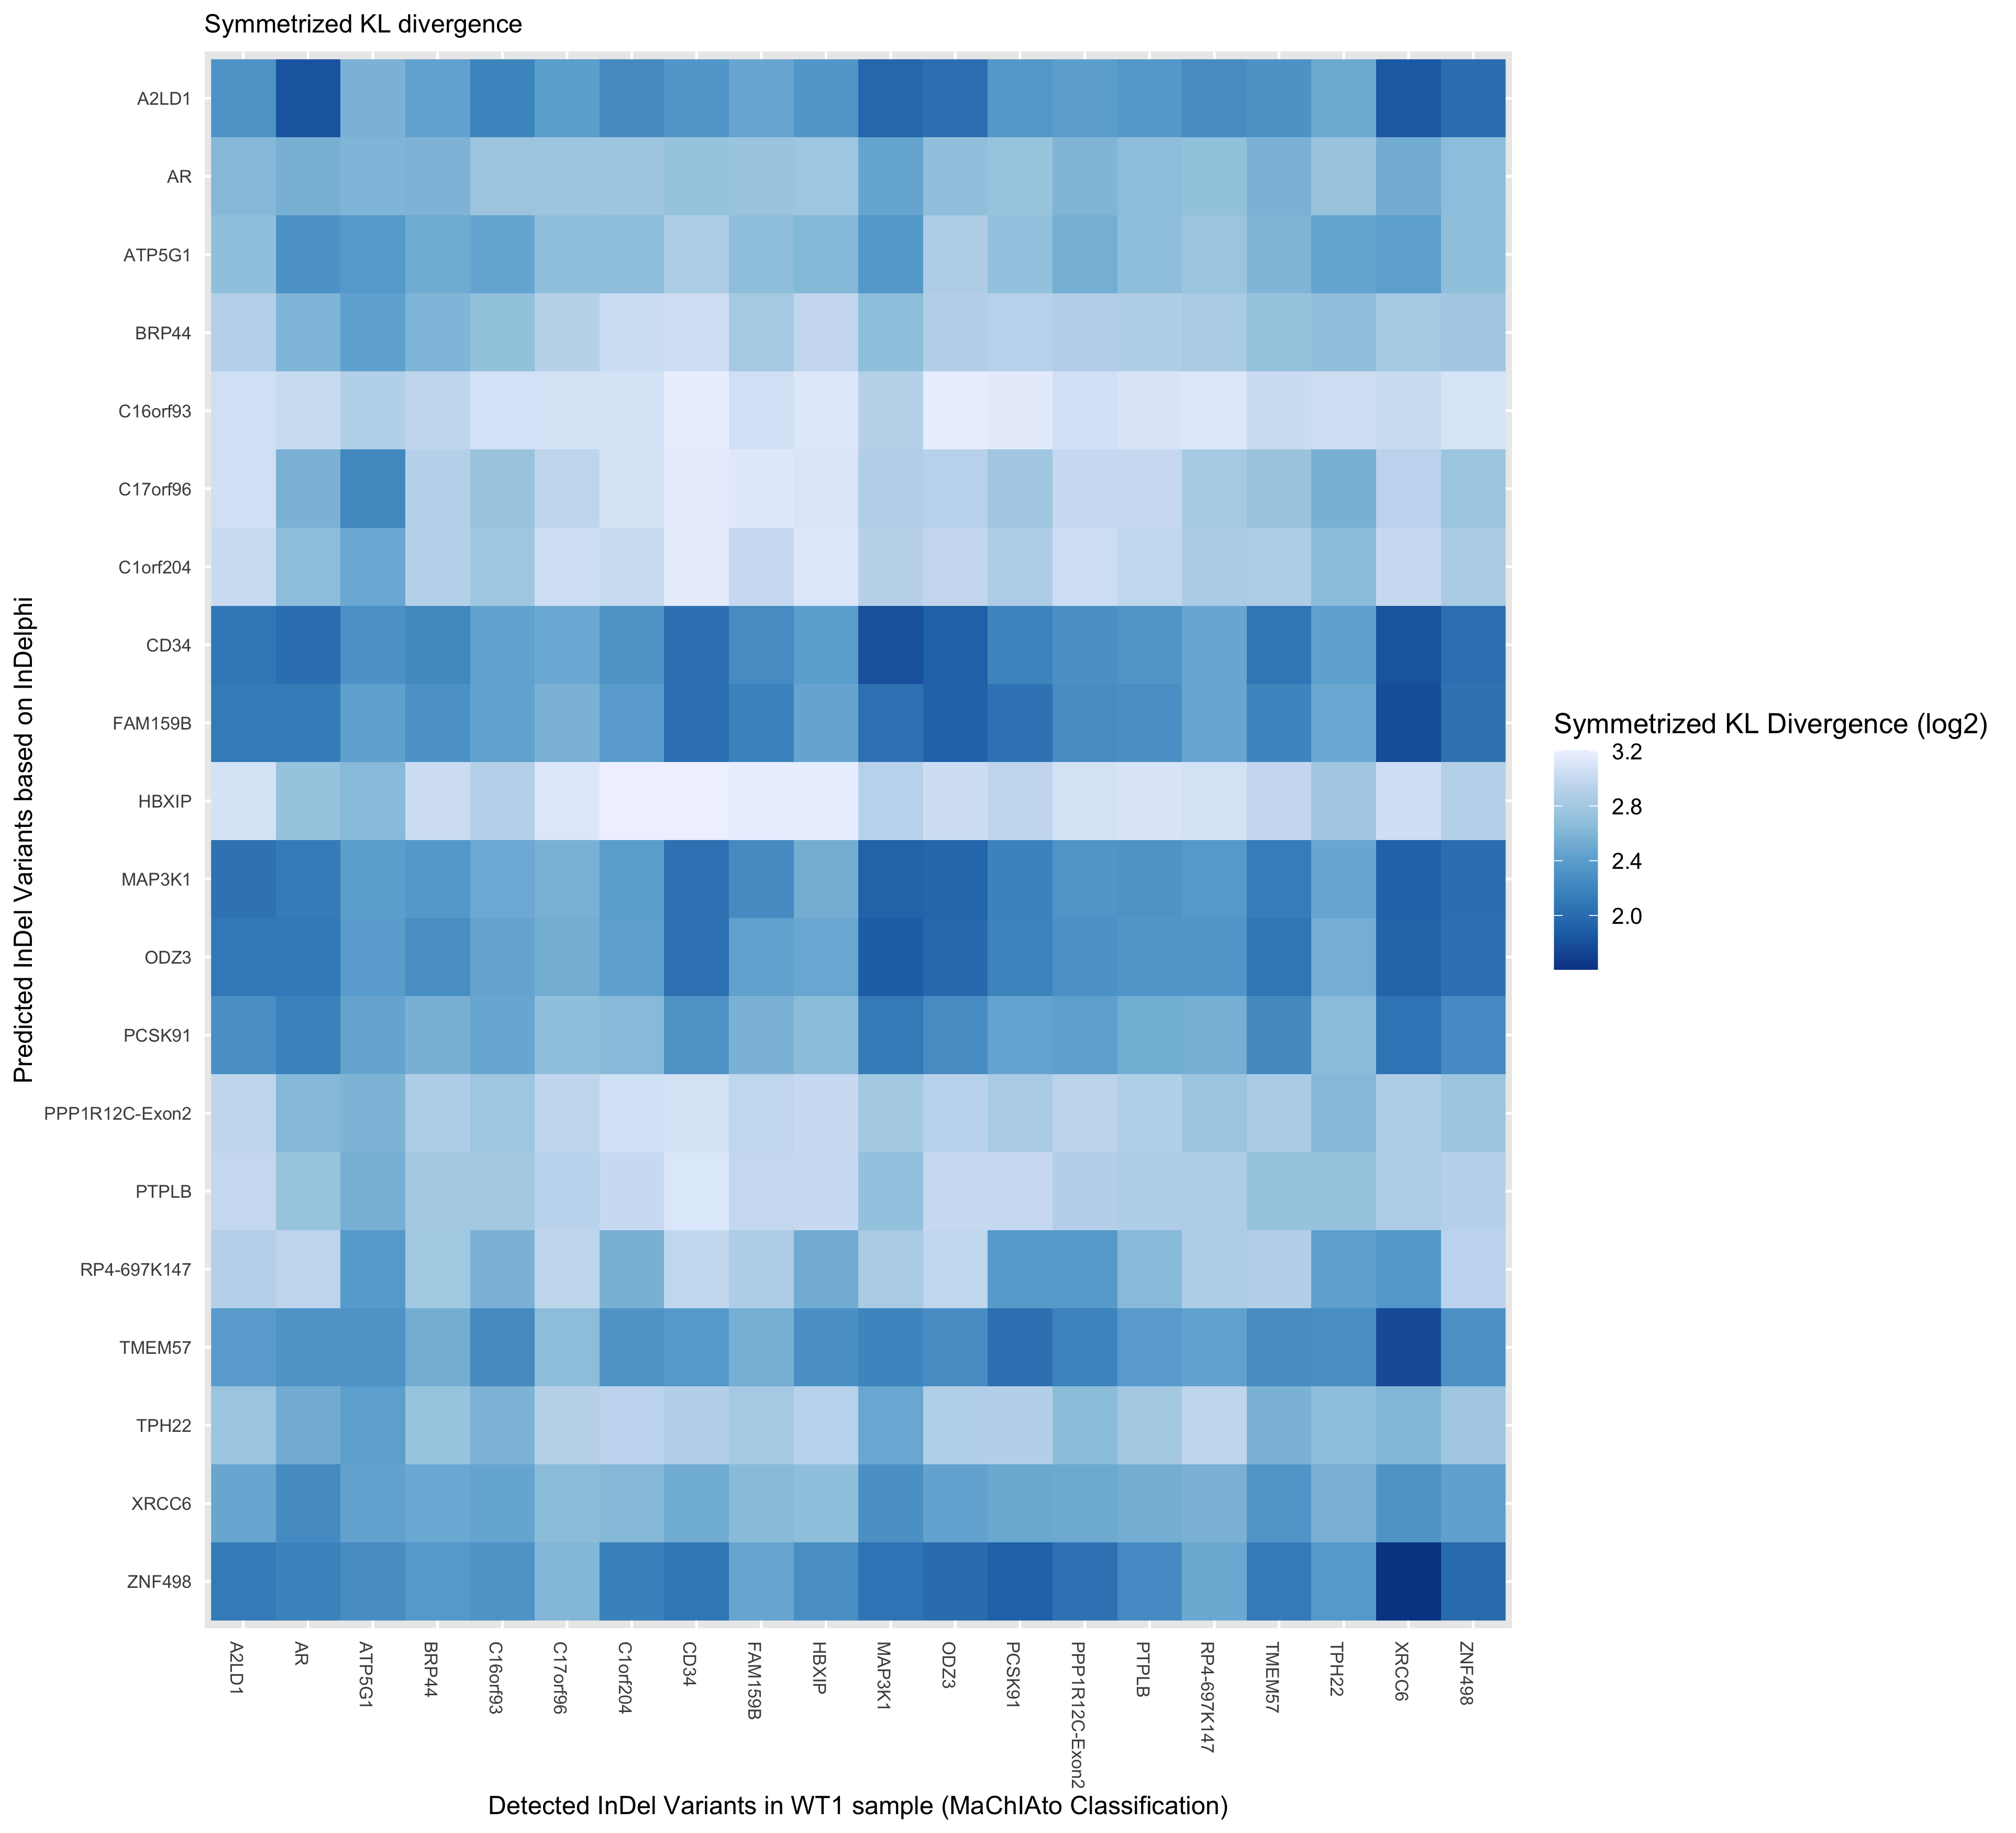 Symmetrized KL divergence
Predicted InDel Variants based on InDelphi
A2LD1
AR
ATP5G1
BRP44
C16orf93
C17orf96
C1orf204
CD34
FAM159B
HBXIP
MAP3K1
ODZ3
PCSK91
PPP1R12C-Exon2
PTPLB
RP4-697K147
TMEM57
TPH22
XRCC6
ZNF498
A2LD1
AR
ATP5G1
BRP44
C16orf93
C17orf96
C1orf204
CD34
FAM159B
HBXIP
MAP3K1
ODZ3
PCSK91
PPP1R12C-Exon2
PTPLB
RP4-697K147
TMEM57
TPH22
XRCC6
ZNF498
Detected InDel Variants in WT1 sample (MaChIAto Classification)
Symmetrized KL Divergence (log2)
3.2
2.8
2.4
2.0